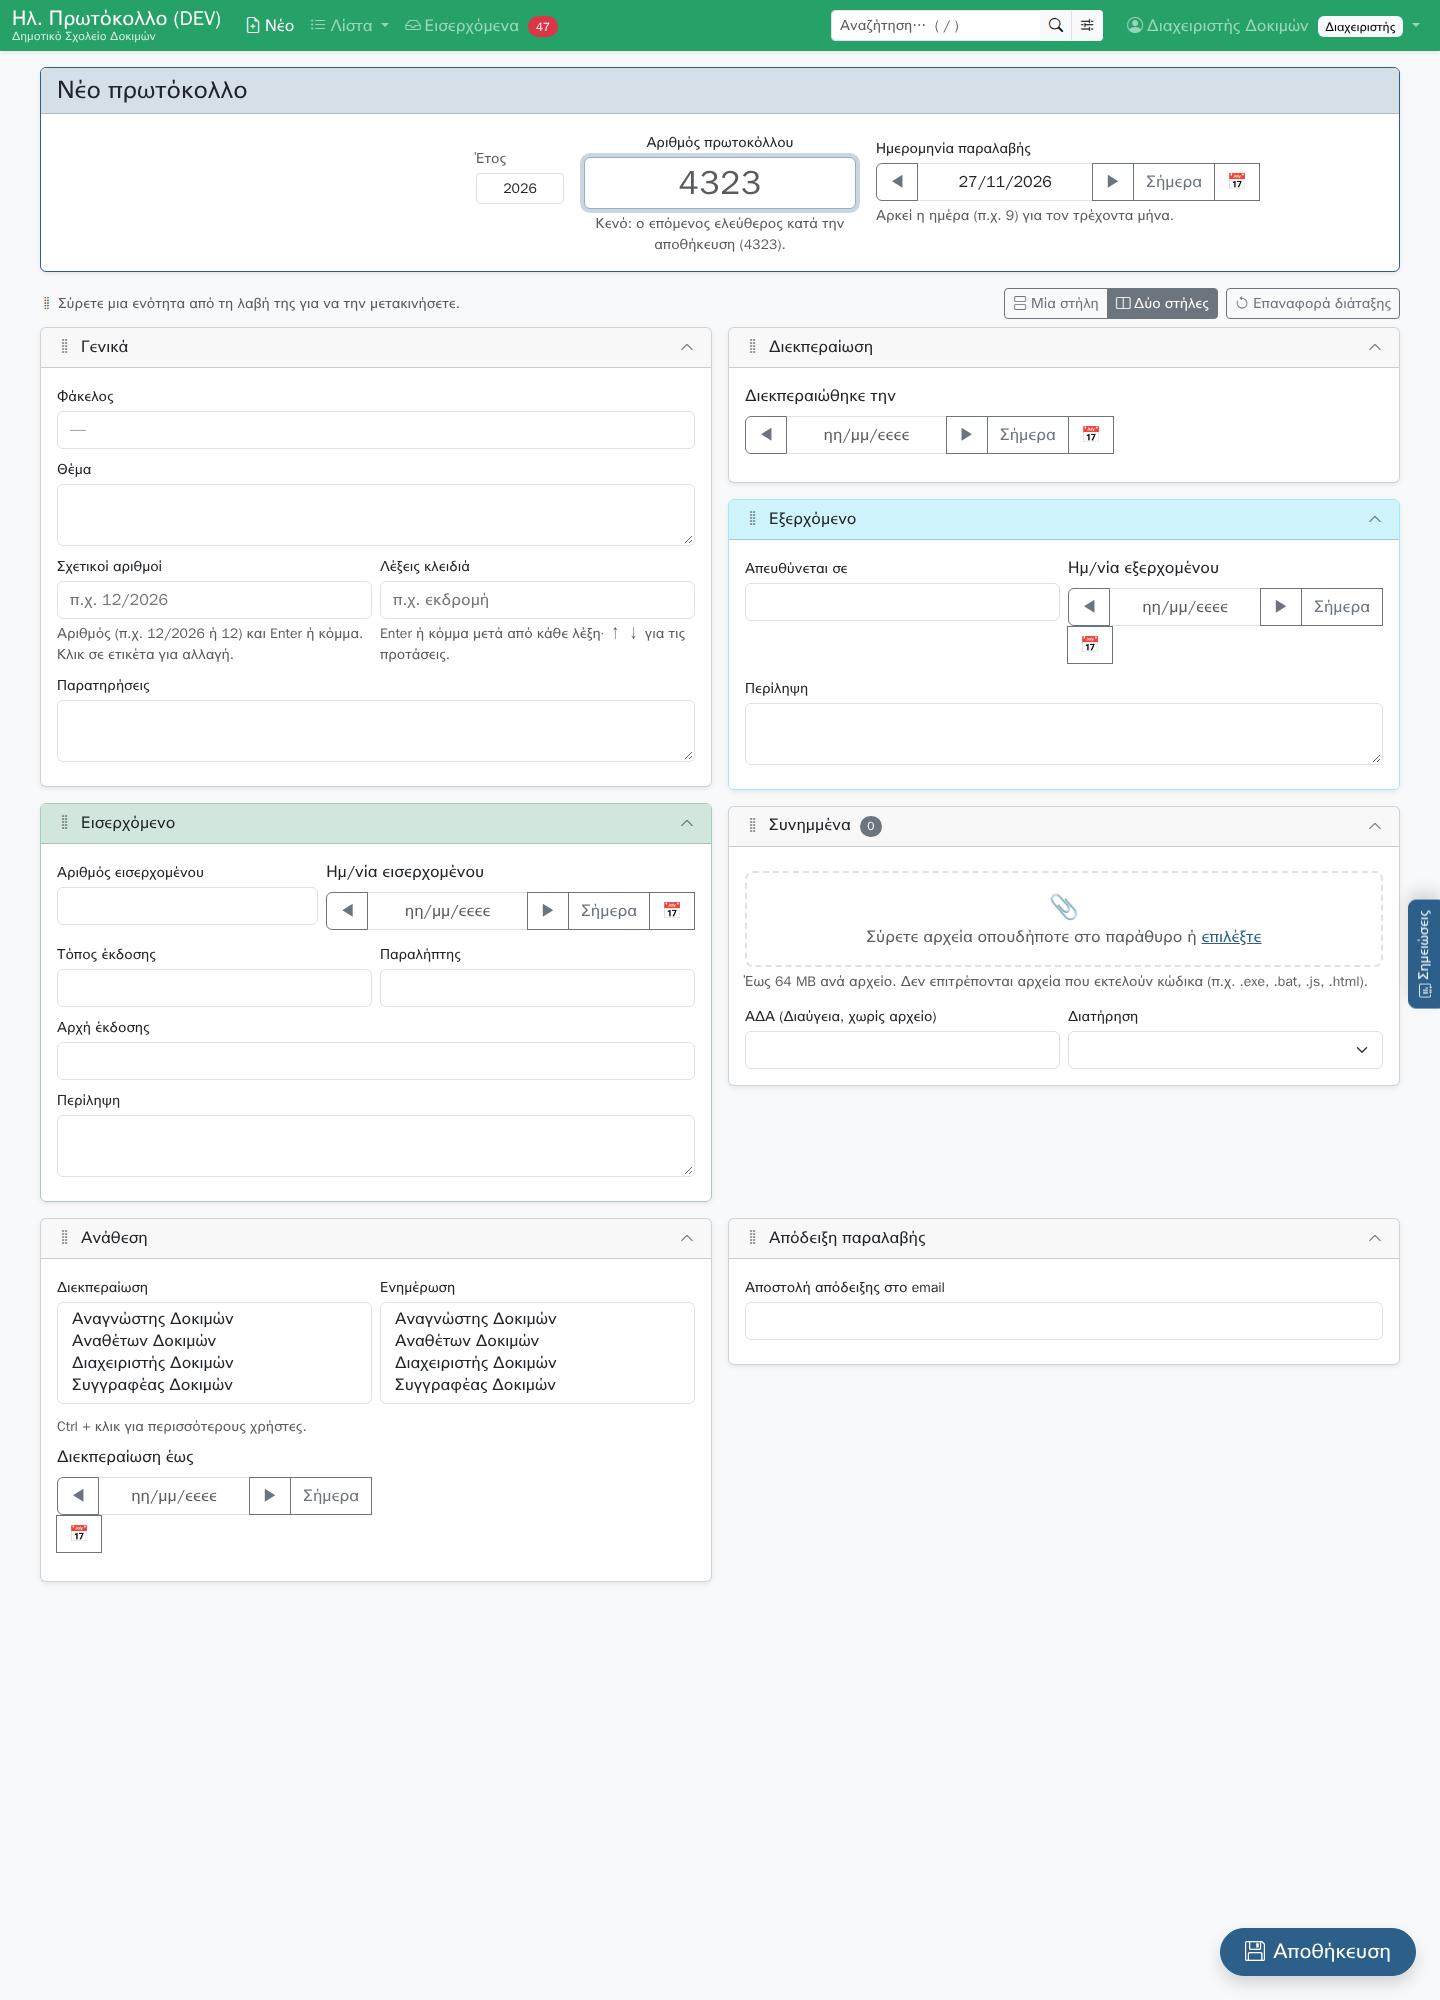 Ηλ. Πρωτόκολλο (DEV)
Δημοτικό Σχολείο Δοκιμών
Νέο
Λίστα
Εισερχόμενα 47
Αναζήτηση… ( / )
Διαχειριστής Δοκιμών Διαχειριστής
Νέο πρωτόκολλο
Έτος
2026
Αριθμός πρωτοκόλλου
4323
Κενό: ο επόμενος ελεύθερος κατά την
αποθήκευση (4323).
Ημερομηνία παραλαβής
27/11/2026
Σήμερα
Αρκεί η ημέρα (π.χ. 9) για τον τρέχοντα μήνα.
Σύρετε μια ενότητα από τη λαβή της για να την μετακινήσετε.
Μία στήλη
Δύο στήλες
Επαναφορά διάταξης
Γενικά
Φάκελος
—
Θέμα
Σχετικοί αριθμοί
π.χ. 12/2026
Αριθμός (π.χ. 12/2026 ή 12) και Enter ή κόμμα.
Κλικ σε ετικέτα για αλλαγή.
Λέξεις κλειδιά
π.χ. εκδρομή
Enter ή κόμμα μετά από κάθε λέξη· ↑ ↓ για τις
προτάσεις.
Παρατηρήσεις
Διεκπεραίωση
Διεκπεραιώθηκε την
ηη/μμ/εεεε
Σήμερα
Εξερχόμενο
Απευθύνεται σε
Ημ/νία εξερχομένου
ηη/μμ/εεεε
Σήμερα
Περίληψη
Εισερχόμενο
Αριθμός εισερχομένου
Ημ/νία εισερχομένου
ηη/μμ/εεεε
Σήμερα
Τόπος έκδοσης
Παραλήπτης
Αρχή έκδοσης
Περίληψη
Συνημμένα 0
Σύρετε αρχεία οπουδήποτε στο παράθυρο ή επιλέξτε
Έως 64 MB ανά αρχείο. Δεν επιτρέπονται αρχεία που εκτελούν κώδικα (π.χ. .exe, .bat, .js, .html).
ΑΔΑ (Διαύγεια, χωρίς αρχείο)
Διατήρηση
Σημειώσεις
Ανάθεση
Διεκπεραίωση
Αναγνώστης Δοκιμών
Αναθέτων Δοκιμών
Διαχειριστής Δοκιμών
Συγγραφέας Δοκιμών
Ενημέρωση
Αναγνώστης Δοκιμών
Αναθέτων Δοκιμών
Διαχειριστής Δοκιμών
Συγγραφέας Δοκιμών
Ctrl + κλικ για περισσότερους χρήστες.
Διεκπεραίωση έως
ηη/μμ/εεεε
Σήμερα
Απόδειξη παραλαβής
Αποστολή απόδειξης στο email
Αποθήκευση